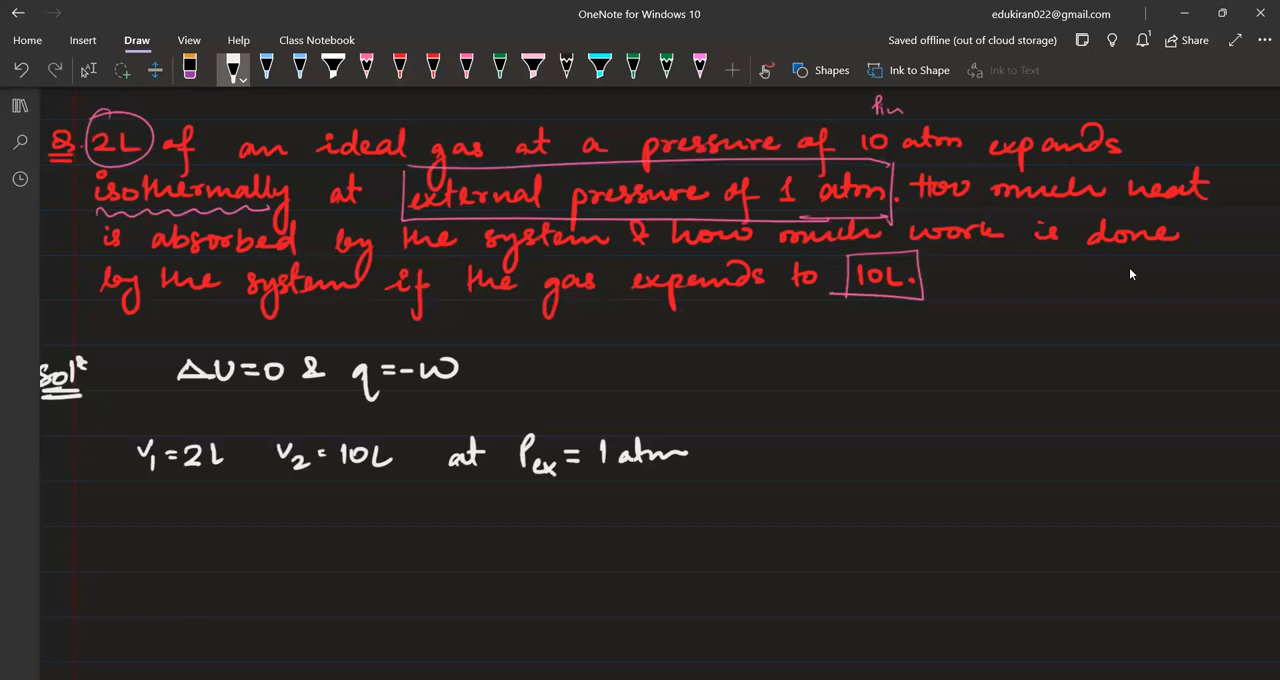 OneNote for Windows 10
edukiran022@gmail.com
Home Insert Draw View Help Class Notebook
Saved offline (out of cloud storage)
Share
Shapes
Ink to Shape
Ink to Text
Q. 2L of an ideal gas at a pressure of 10 atm expands
isothermally at external pressure of 1 atm. How much heat
is absorbed by the system & how much work is done
by the system if the gas expends to 10L.
Solⁿ ΔU=0 & q=-w
V₁=2L V₂=10L at Pex = 1 atm